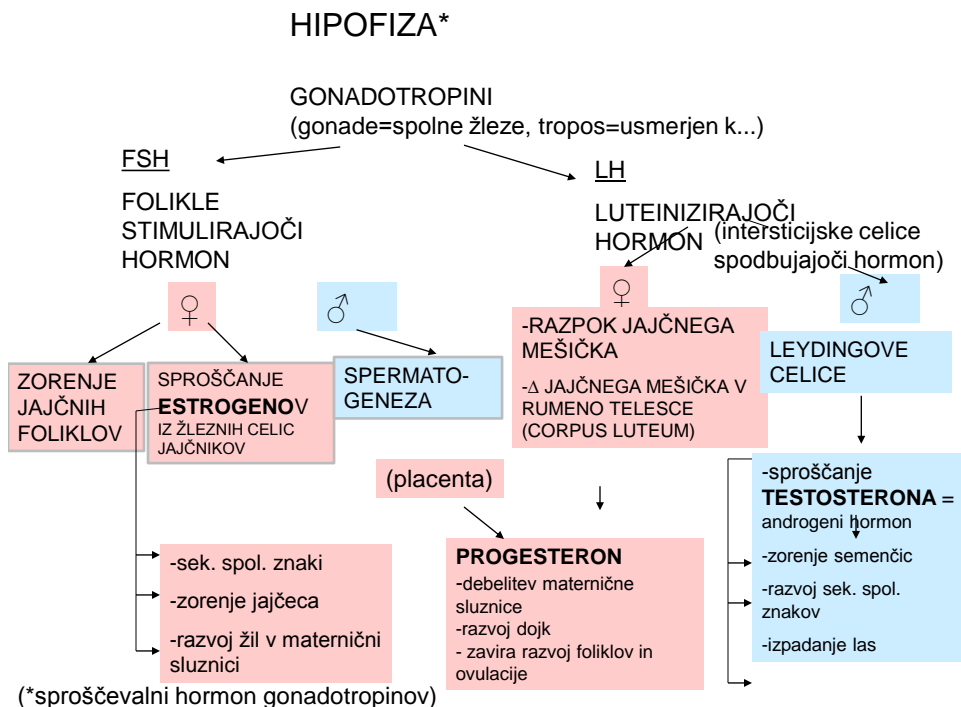 HIPOFIZA*
GONADOTROPINI
(gonade=spolne žleze, tropos=usmerjen k...)
FSH
FOLIKLE
STIMULIRAJOČI
HORMON
LH
LUTEINIZIRAJOČI
HORMON
(intersticijske celice
spodbujajoči hormon)
♀
♂
♀
♂
ZORENJE
JAJČNIH
FOLIKLOV
SPROŠČANJE
ESTROGENOV
IZ ŽLEZNIH CELIC
JAJČNIKOV
SPERMATO-
GENEZA
-RAZPOK JAJČNEGA
MEŠIČKA
-Δ JAJČNEGA MEŠIČKA V
RUMENO TELESCE
(CORPUS LUTEUM)
LEYDINGOVE
CELICE
(placenta)
-sproščanje
TESTOSTERONA =
androgeni hormon
-zorenje semenčic
-razvoj sek. spol.
znakov
-izpadanje las
-sek. spol. znaki
-zorenje jajčeca
-razvoj žil v maternični
sluznici
PROGESTERON
-debelitev maternične
sluznice
-razvoj dojk
- zavira razvoj foliklov in
ovulacije
(*sproščevalni hormon gonadotropinov)